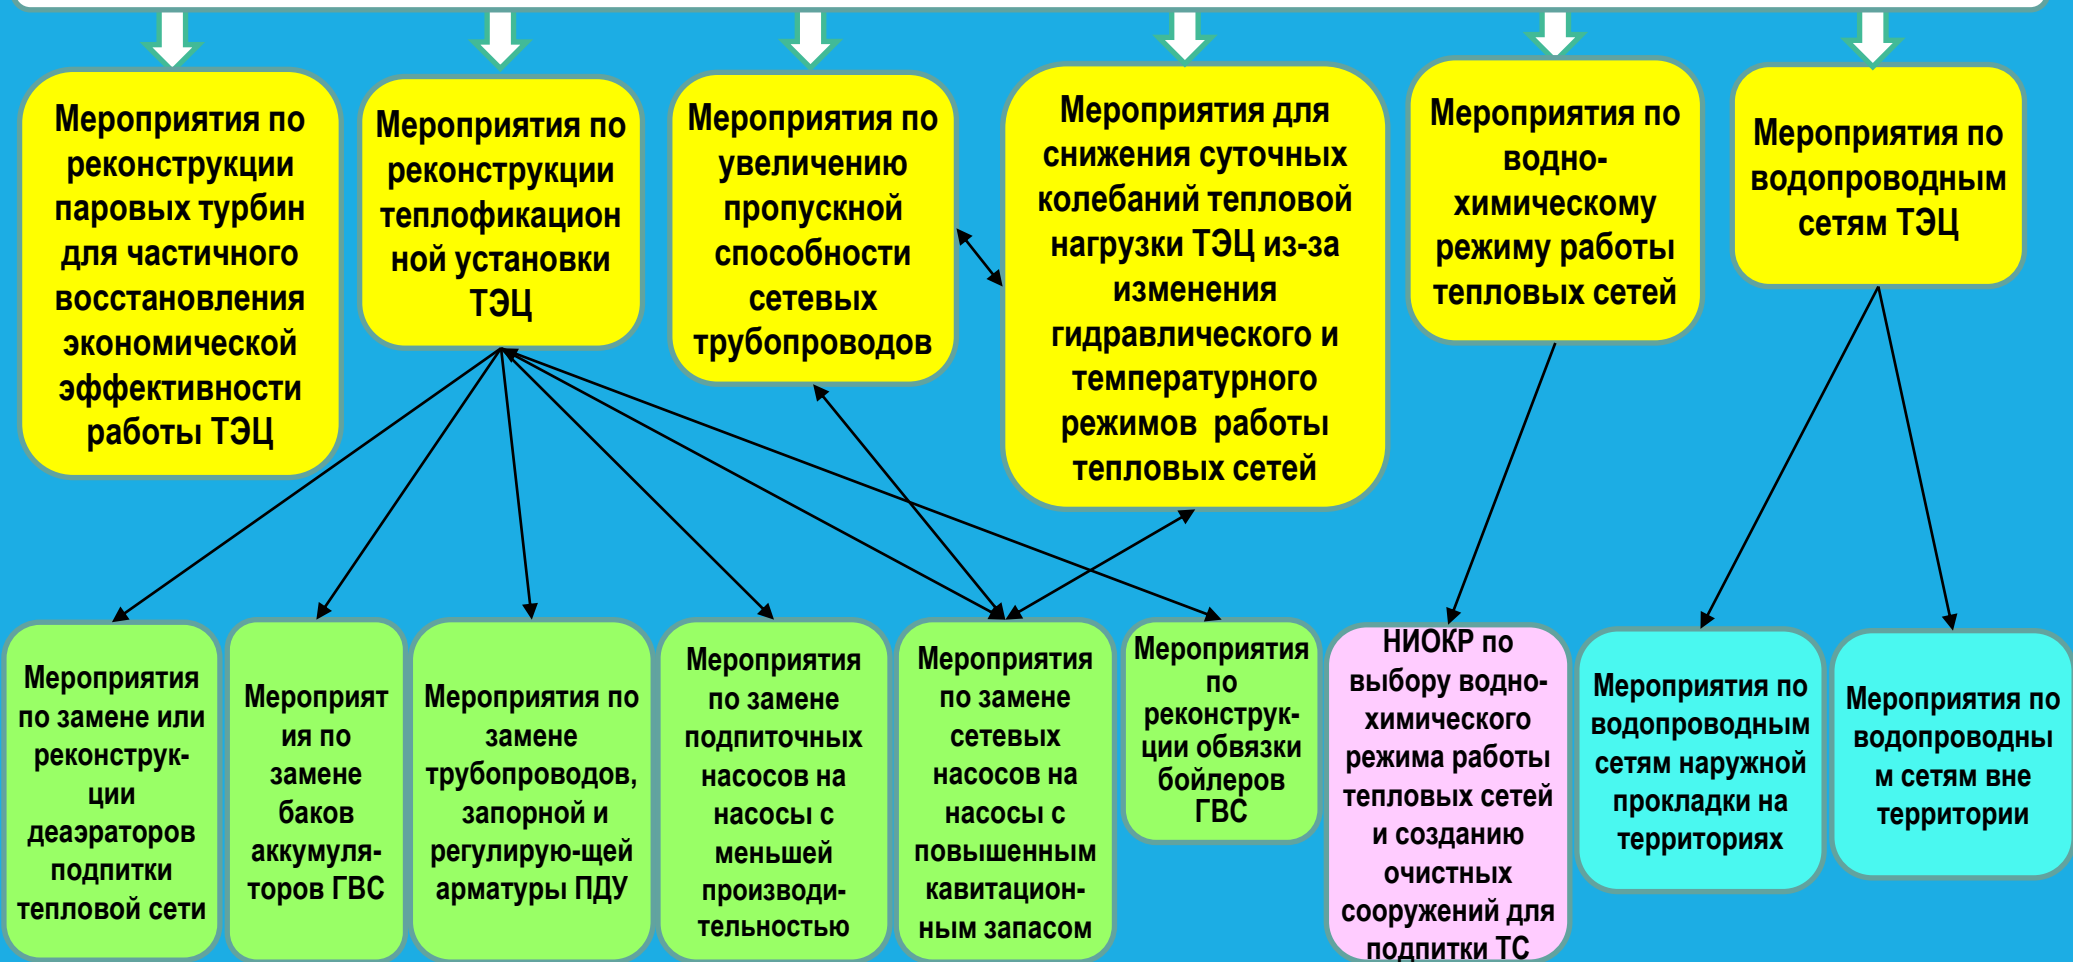 Мероприятия по
реконструкции
паровых турбин
для частичного
восстановления
экономической
эффективности
работы ТЭЦ
Мероприятия по
реконструкции
теплофикацион
ной установки
ТЭЦ
Мероприятия по
увеличению
пропускной
способности
сетевых
трубопроводов
Мероприятия для
снижения суточных
колебаний тепловой
нагрузки ТЭЦ из-за
изменения
гидравлического и
температурного
режимов работы
тепловых сетей
Мероприятия по
водно-
химическому
режиму работы
тепловых сетей
Мероприятия по
водопроводным
сетям ТЭЦ
Мероприятия
по замене или
реконструк-
ции
деаэраторов
подпитки
тепловой сети
Мероприят
ия по
замене
баков
аккумуля-
торов ГВС
Мероприятия по
замене
трубопроводов,
запорной и
регулирую-щей
арматуры ПДУ
Мероприятия
по замене
подпиточных
насосов на
насосы с
меньшей
производи-
тельностью
Мероприятия
по замене
сетевых
насосов на
насосы с
повышенным
кавитацион-
ным запасом
Мероприятия
по
реконструк-
ции обвязки
бойлеров
ГВС
НИОКР по
выбору водно-
химического
режима работы
тепловых сетей
и созданию
очистных
сооружений для
подпитки ТС
Мероприятия по
водопроводным
сетям наружной
прокладки на
территориях
Мероприятия по
водопроводны
м сетям вне
территории